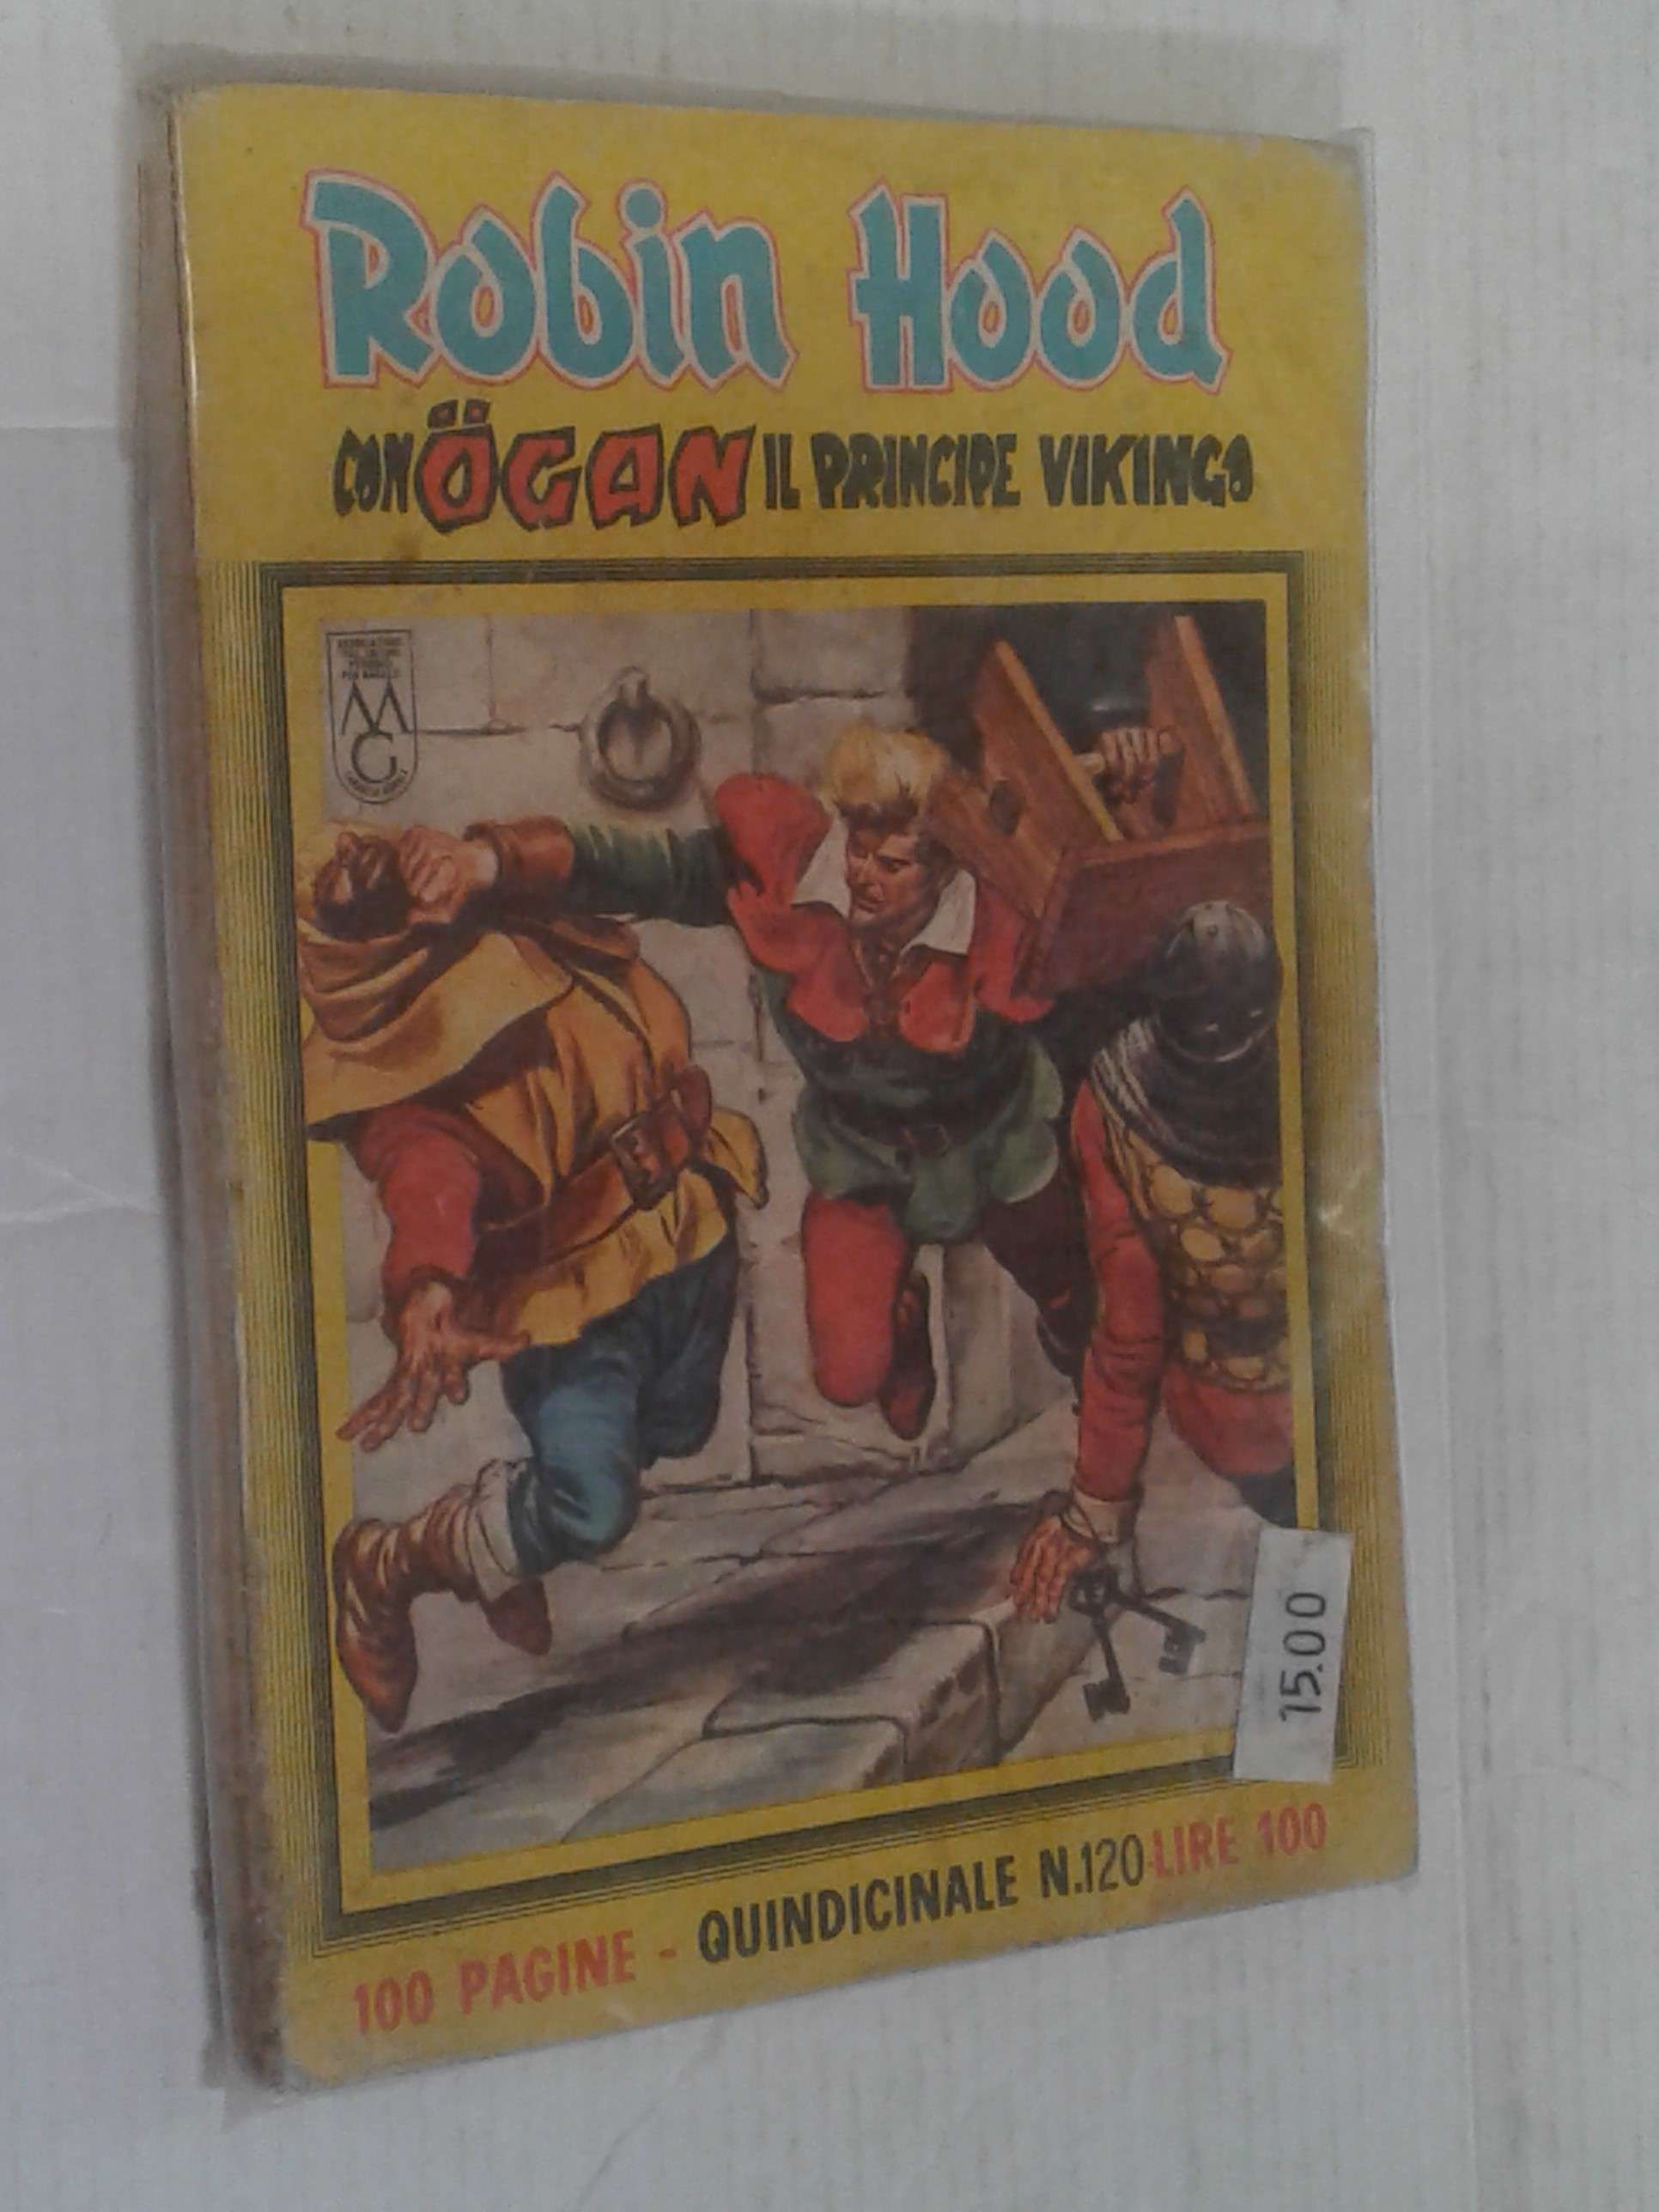 Robin Hood
CON ÖGAN IL PRINCIPE VIKINGO
MG
15.00
100 PAGINE - QUINDICINALE N.120 LIRE 100